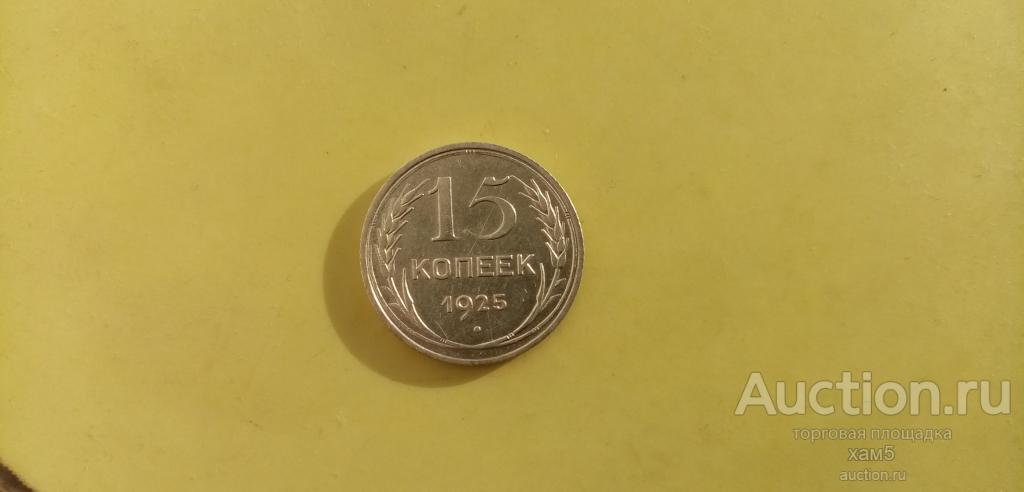 15
КОПЕЕК
1925
Auction.ru
торговая площадка
хам5
auction.ru